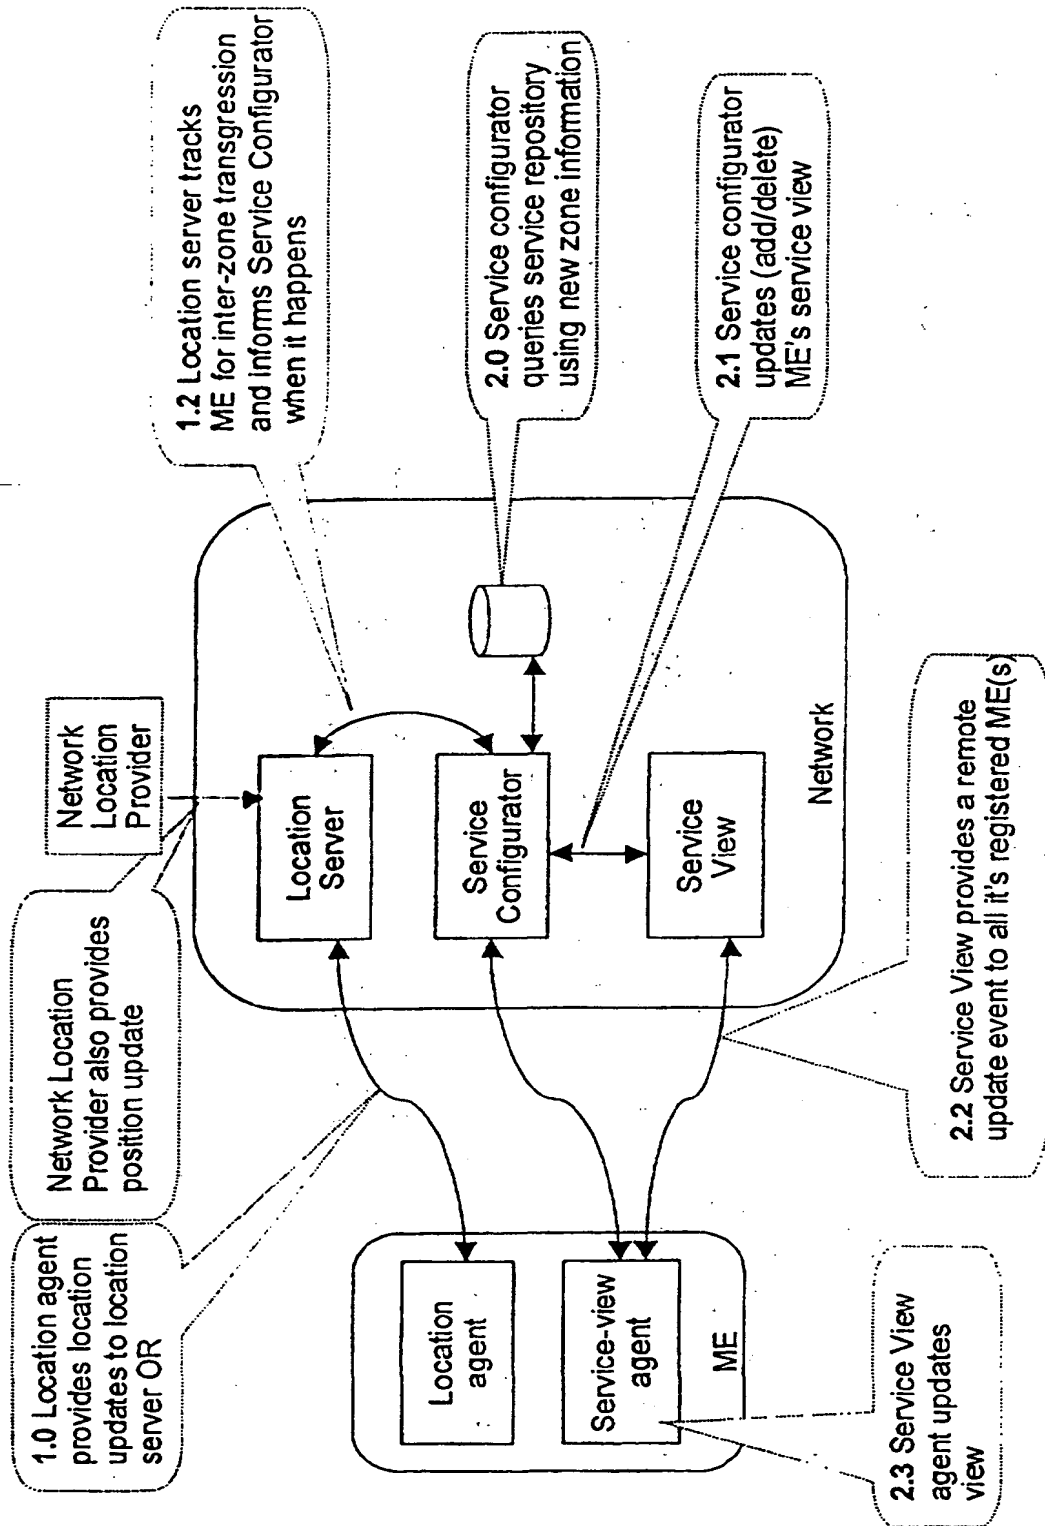 1.0 Location agent
provides location
updates to location
server OR
Network Location
Provider also provides
position update
Network
Location
Provider
1.2 Location server tracks
ME for inter-zone transgression
and informs Service Configurator
when it happens
Location
Server
Location
agent
Service
Configurator
2.0 Service configurator
queries service repository
using new zone information
Service-view
agent
ME
Service
View
Network
2.1 Service configurator
updates (add/delete)
ME's service view
2.3 Service View
agent updates
view
2.2 Service View provides a remote
update event to all it's registered ME(s)